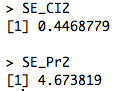 > SE_CI2
[1] 0.4468779
> SE_Pr2
[1] 4.673819